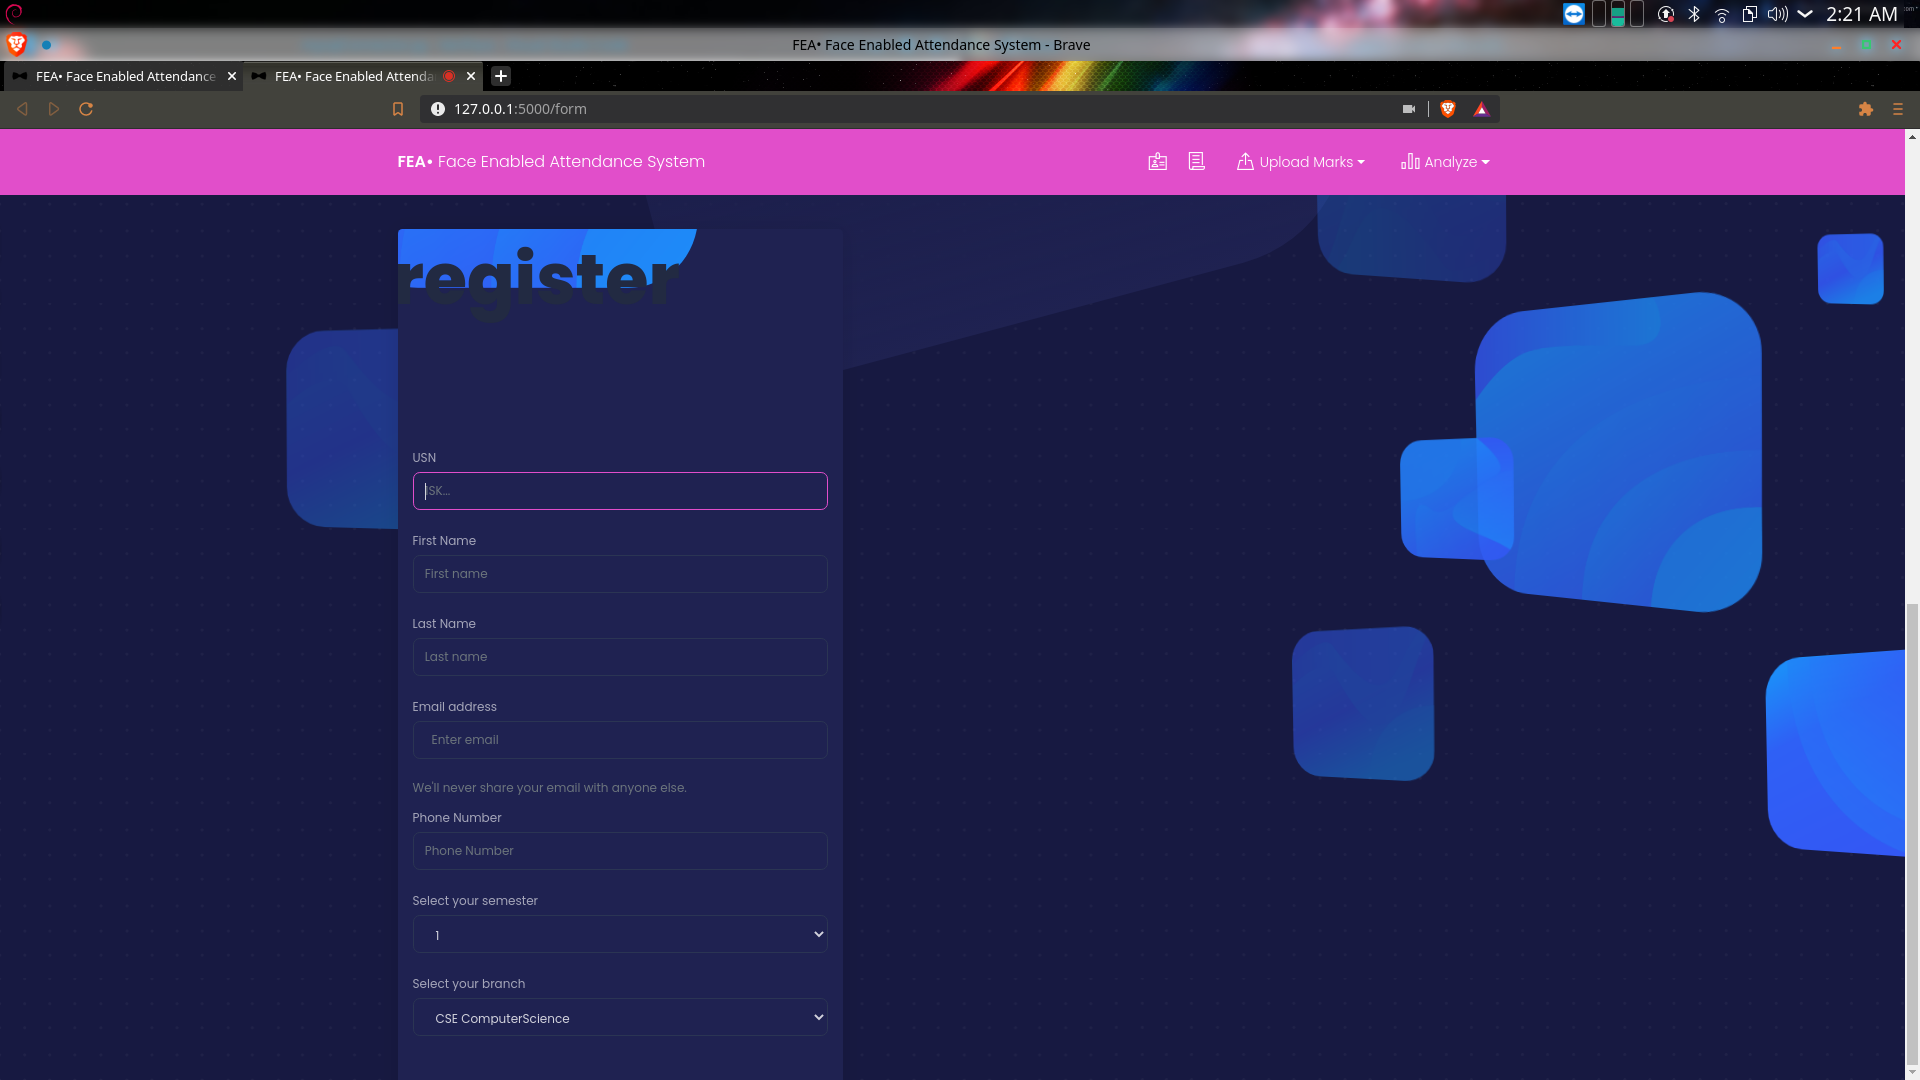 2:21 AM
FEA• Face Enabled Attendance System - Brave
FEA• Face Enabled Attendance
FEA• Face Enabled Attenda
127.0.0.1:5000/form
FEA• Face Enabled Attendance System
Upload Marks
Analyze
register
USN
First Name
First name
Last Name
Last name
Email address
Enter email
We'll never share your email with anyone else.
Phone Number
Phone Number
Select your semester
1
Select your branch
CSE ComputerScience